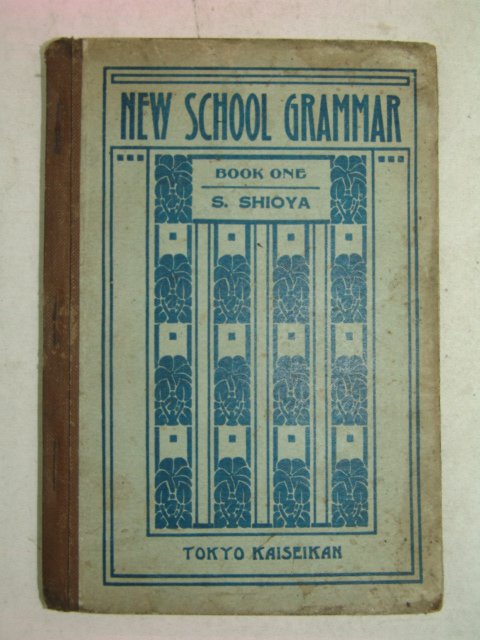 NEW SCHOOL GRAMMAR
BOOK ONE
S. SHIOYA
TOKYO KAISEIKAN